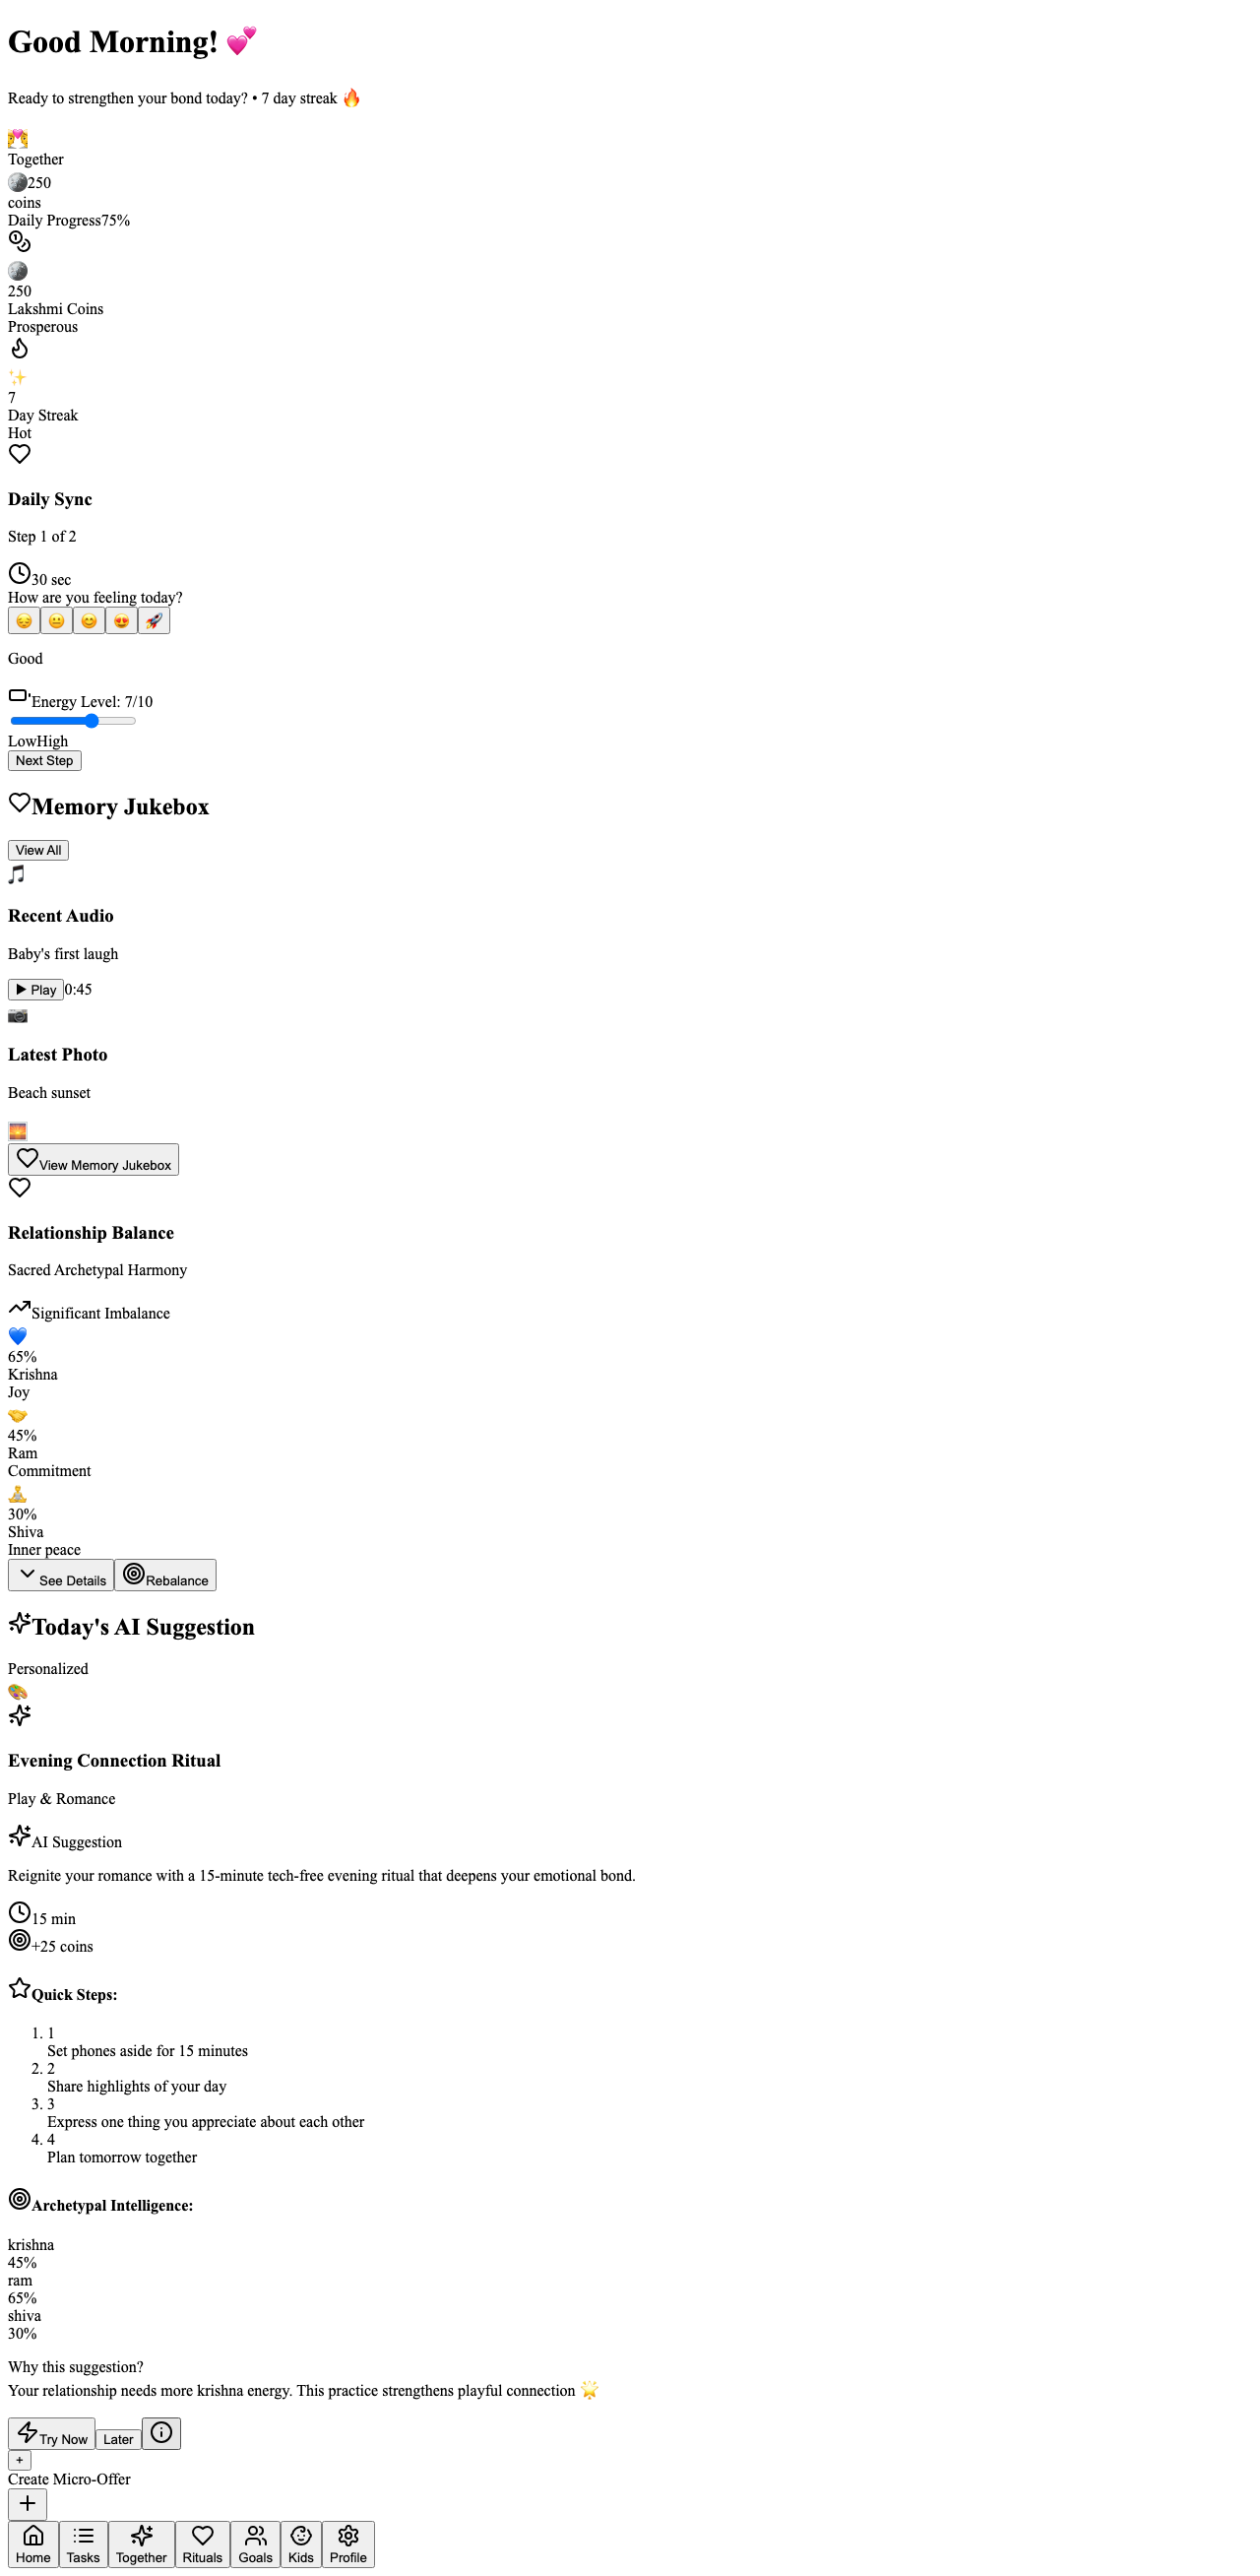 Good Morning! 💕
Ready to strengthen your bond today? • 7 day streak 🔥
Together
250
coins
Daily Progress75%
250
Lakshmi Coins
Prosperous
7
Day Streak
Hot
Daily Sync
Step 1 of 2
30 sec
How are you feeling today?
Good
Energy Level: 7/10
LowHigh
Next Step
Memory Jukebox
View All
Recent Audio
Baby's first laugh
▶ Play0:45
Latest Photo
Beach sunset
View Memory Jukebox
Relationship Balance
Sacred Archetypal Harmony
Significant Imbalance
65%
Krishna
Joy
45%
Ram
Commitment
30%
Shiva
Inner peace
See Details Rebalance
Today's AI Suggestion
Personalized
Evening Connection Ritual
Play & Romance
AI Suggestion
Reignite your romance with a 15-minute tech-free evening ritual that deepens your emotional bond.
15 min
+25 coins
Quick Steps:
1. 1
Set phones aside for 15 minutes
2. 2
Share highlights of your day
3. 3
Express one thing you appreciate about each other
4. 4
Plan tomorrow together
Archetypal Intelligence:
krishna
45%
ram
65%
shiva
30%
Why this suggestion?
Your relationship needs more krishna energy. This practice strengthens playful connection 🌟
Try Now Later
+
Create Micro-Offer
Home Tasks Together Rituals Goals Kids Profile